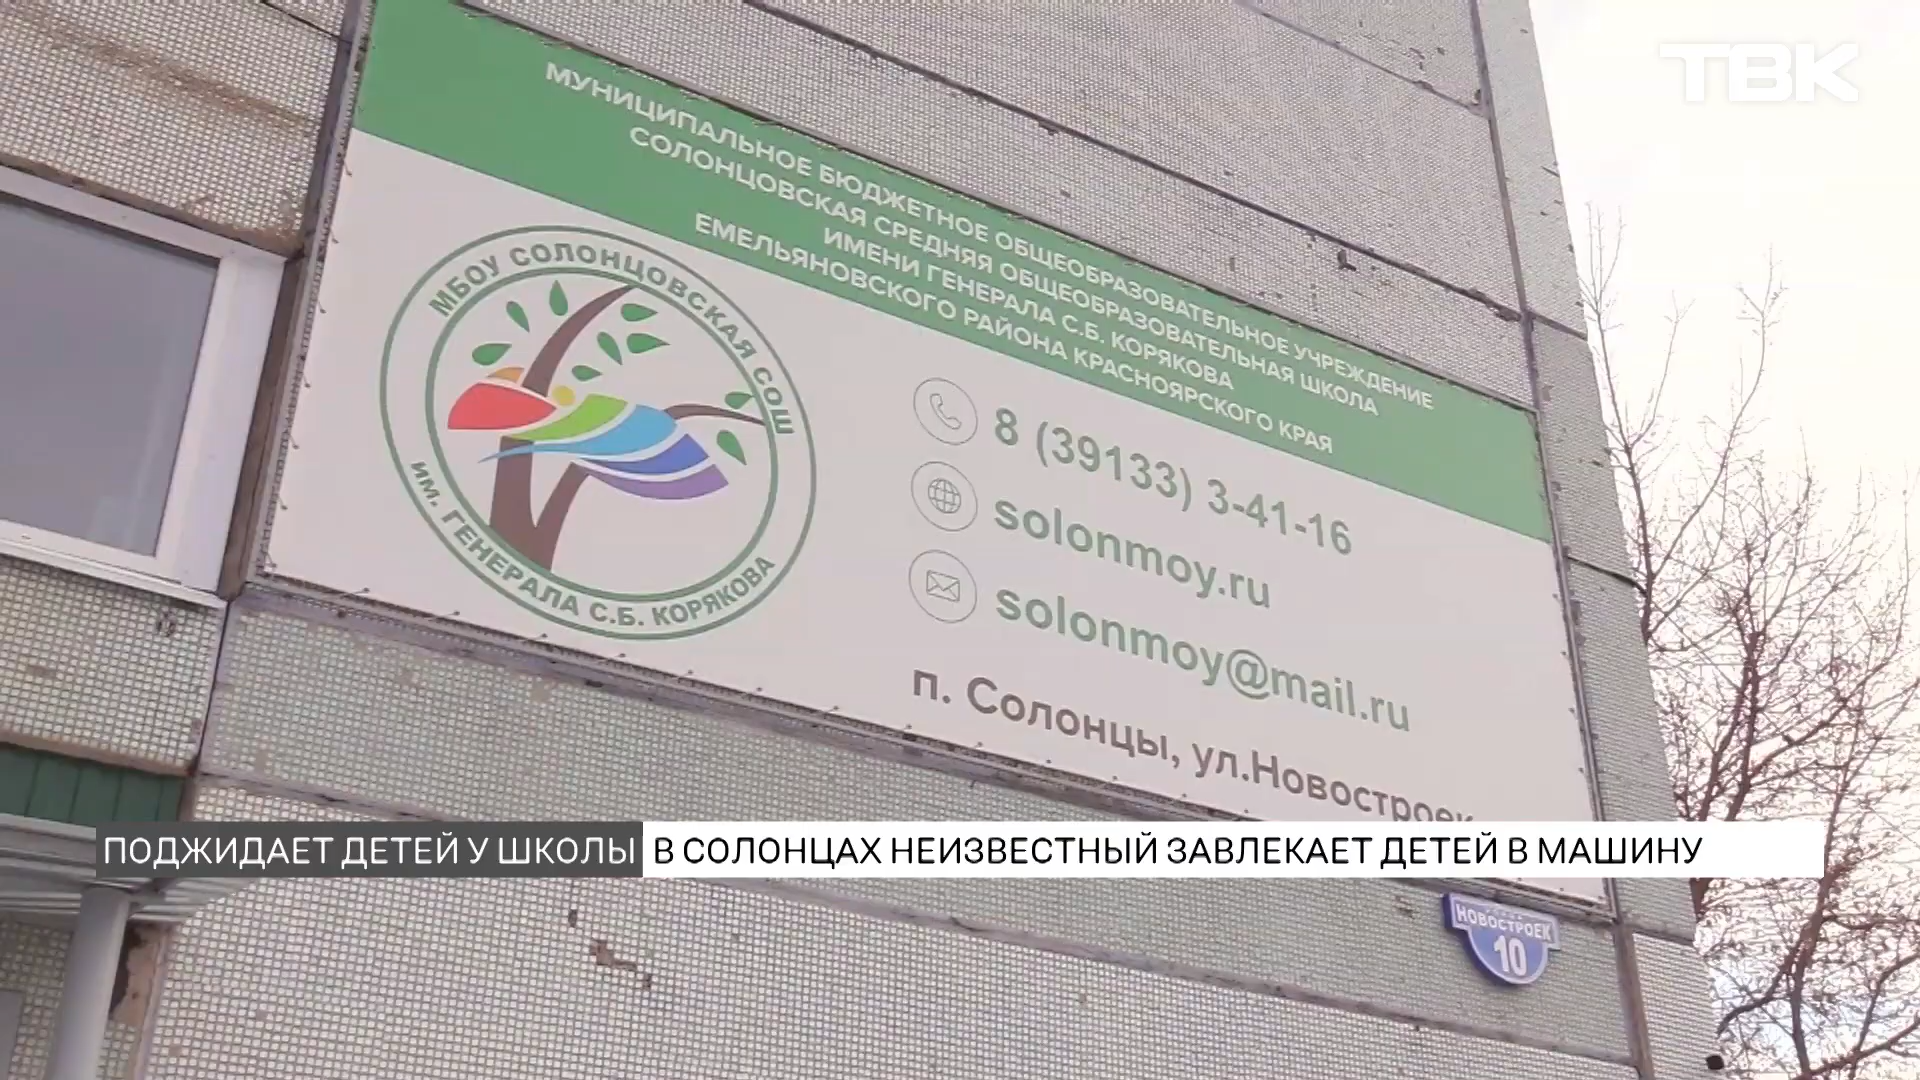 ТВК
МУНИЦИПАЛЬНОЕ БЮДЖЕТНОЕ ОБЩЕОБРАЗОВАТЕЛЬНОЕ УЧРЕЖДЕНИЕ
СОЛОНЦОВСКАЯ СРЕДНЯЯ ОБЩЕОБРАЗОВАТЕЛЬНАЯ ШКОЛА
ИМЕНИ ГЕНЕРАЛА С.Б. КОРЯКОВА
ЕМЕЛЬЯНОВСКОГО РАЙОНА КРАСНОЯРСКОГО КРАЯ
МБОУ СОЛОНЦОВСКАЯ СОШ
им. ГЕНЕРАЛА С.Б. КОРЯКОВА
8 (39133) 3-41-16
solonmoy.ru
solonmoy@mail.ru
п. Солонцы, ул.Новостроек
ПОДЖИДАЕТ ДЕТЕЙ У ШКОЛЫ В СОЛОНЦАХ НЕИЗВЕСТНЫЙ ЗАВЛЕКАЕТ ДЕТЕЙ В МАШИНУ
НОВОСТРОЕК
10